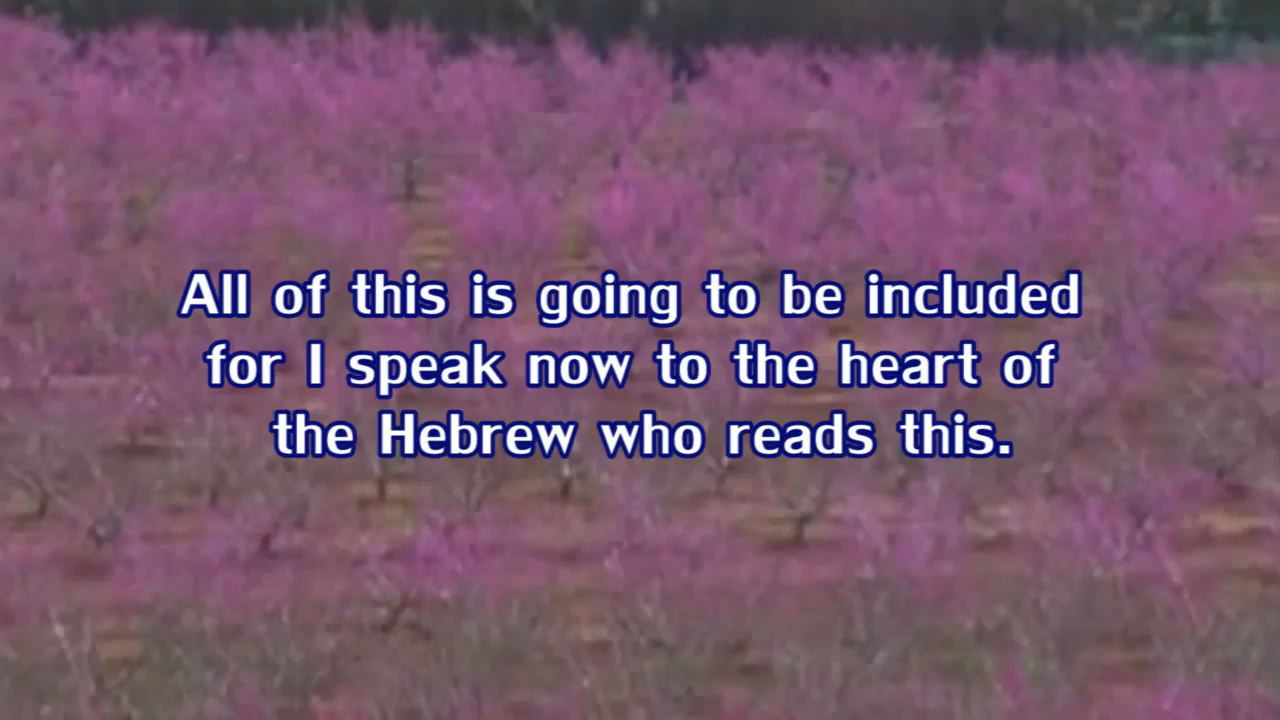 All of this is going to be included
for I speak now to the heart of
the Hebrew who reads this.